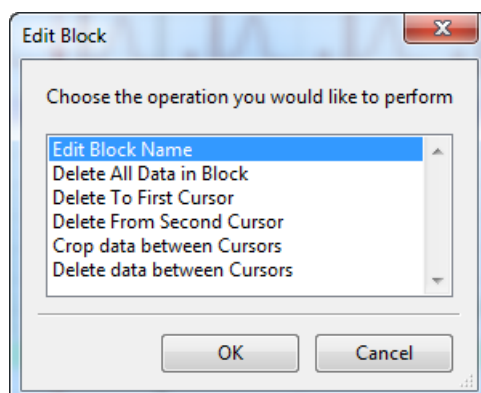 Edit Block
Choose the operation you would like to perform
Edit Block Name
Delete All Data in Block
Delete To First Cursor
Delete From Second Cursor
Crop data between Cursors
Delete data between Cursors
OK
Cancel